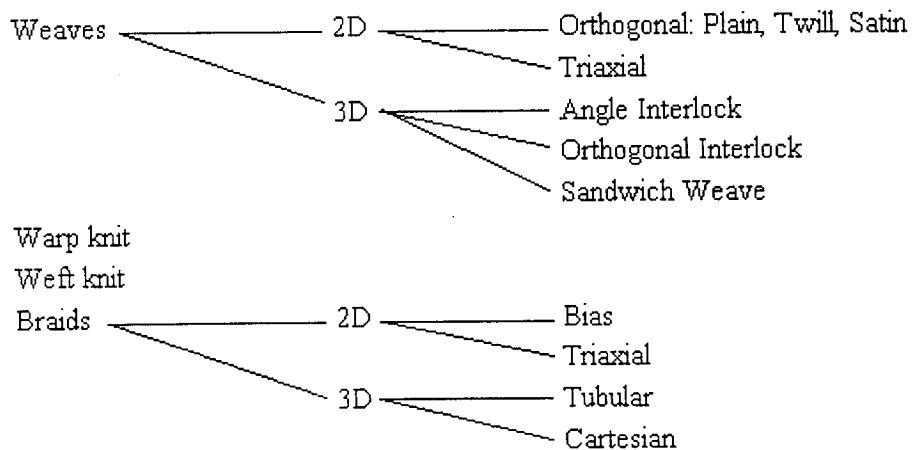 Weaves 2D Orthogonal: Plain, Twill, Satin
Triaxial
3D Angle Interlock
Orthogonal Interlock
Sandwich Weave
Warp knit
Weft knit
Braids 2D Bias
Triaxial
3D Tubular
Cartesian